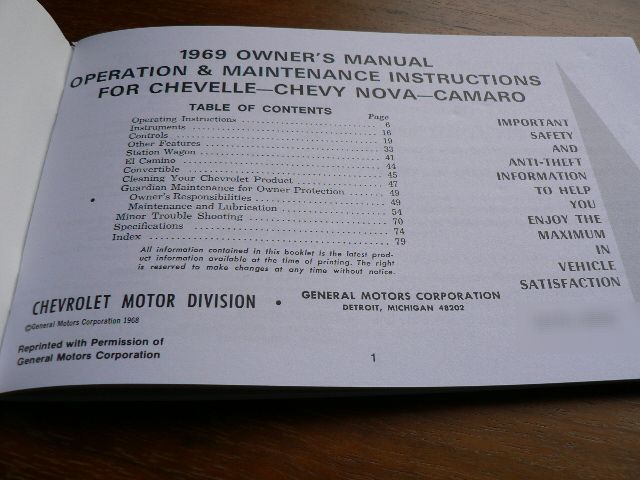 1969 OWNER'S MANUAL
OPERATION & MAINTENANCE INSTRUCTIONS
FOR CHEVELLE—CHEVY NOVA—CAMARO
TABLE OF CONTENTS
Page
Operating Instructions 6
Instruments 16
Controls 19
Other Features 33
Station Wagon 41
El Camino 44
Convertible 45
Cleaning Your Chevrolet Product 47
Guardian Maintenance for Owner Protection 49
Owner's Responsibilities 49
Maintenance and Lubrication 54
Minor Trouble Shooting 70
Specifications 74
Index 79
All information contained in this booklet is the latest prod-
uct information available at the time of printing. The right
is reserved to make changes at any time without notice.
CHEVROLET MOTOR DIVISION • GENERAL MOTORS CORPORATION
DETROIT, MICHIGAN 48202
©General Motors Corporation 1968
Reprinted with Permission of
General Motors Corporation
1
IMPORTANT
SAFETY
AND
ANTI-THEFT
INFORMATION
TO HELP
YOU
ENJOY THE
MAXIMUM
IN
VEHICLE
SATISFACTION